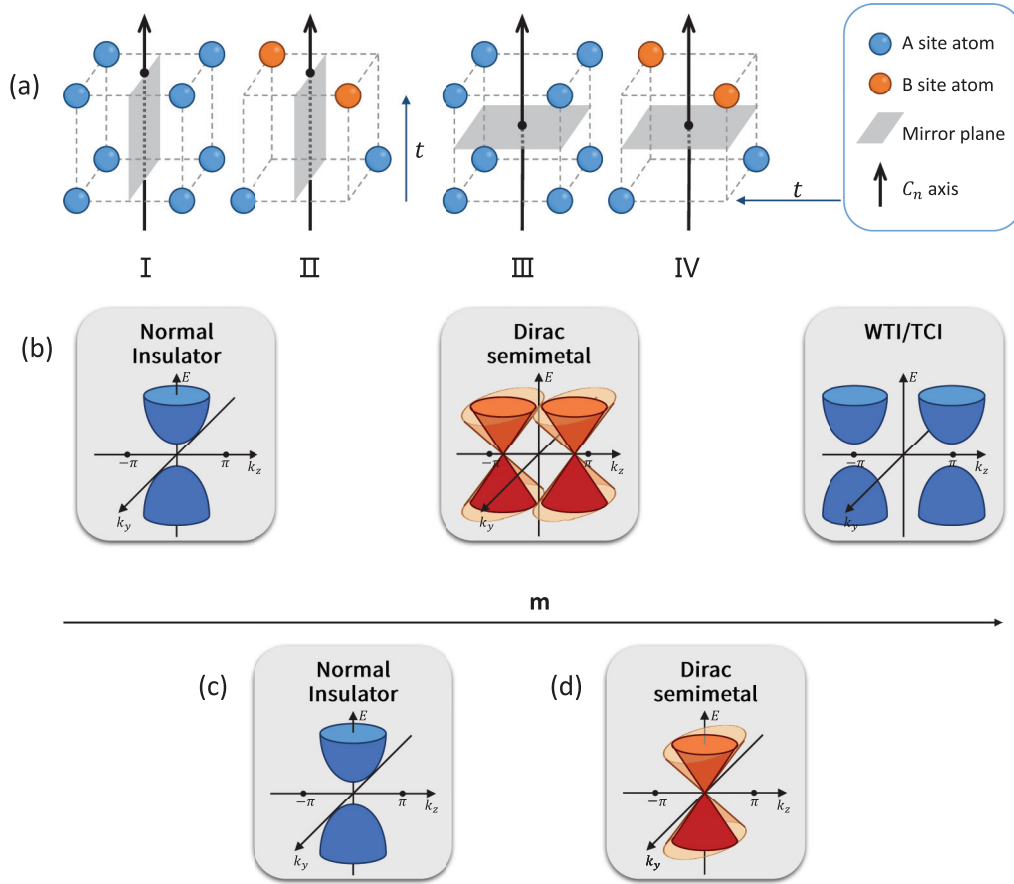 (a)
t
t
A site atom
B site atom
Mirror plane
Cₙ axis
Ⅰ
Ⅱ
Ⅲ
Ⅳ
(b)
Normal
Insulator
E
−π
π
k_z
k_y
Dirac
semimetal
E
−π
π
k_z
k_y
WTI/TCI
E
−π
π
k_z
k_y
m
(c)
Normal
Insulator
E
−π
π
k_z
k_y
(d)
Dirac
semimetal
E
−π
π
k_z
k_y